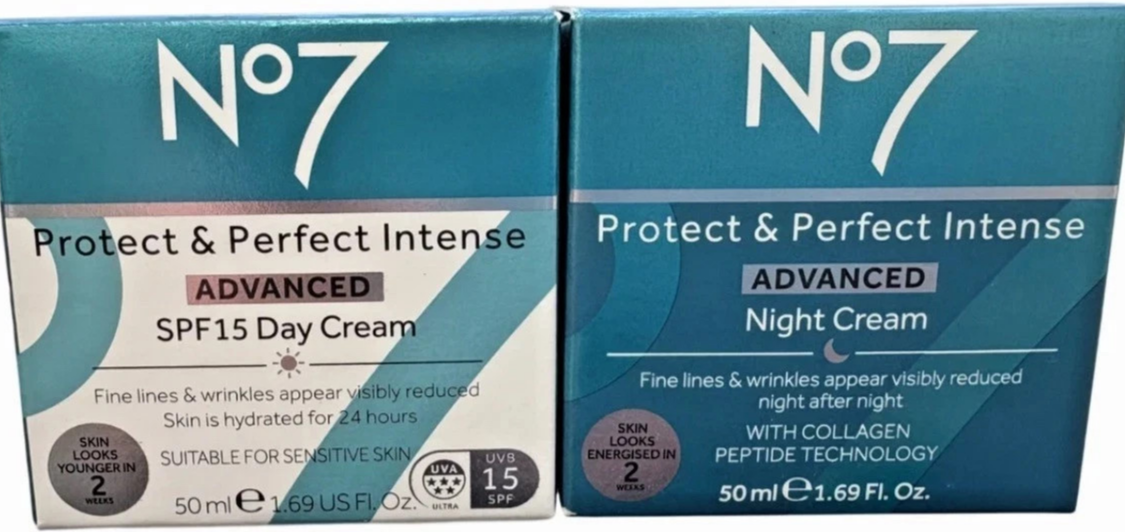 No7
Protect & Perfect Intense
ADVANCED
SPF15 Day Cream
Fine lines & wrinkles appear visibly reduced
Skin is hydrated for 24 hours
SUITABLE FOR SENSITIVE SKIN
SKIN
LOOKS
YOUNGER IN
2
WEEKS
UVA
ULTRA
UVB
15
SPF
50 ml e 1.69 US Fl. Oz.
No7
Protect & Perfect Intense
ADVANCED
Night Cream
Fine lines & wrinkles appear visibly reduced
night after night
WITH COLLAGEN
PEPTIDE TECHNOLOGY
SKIN
LOOKS
ENERGISED IN
2
WEEKS
50 ml e 1.69 Fl. Oz.